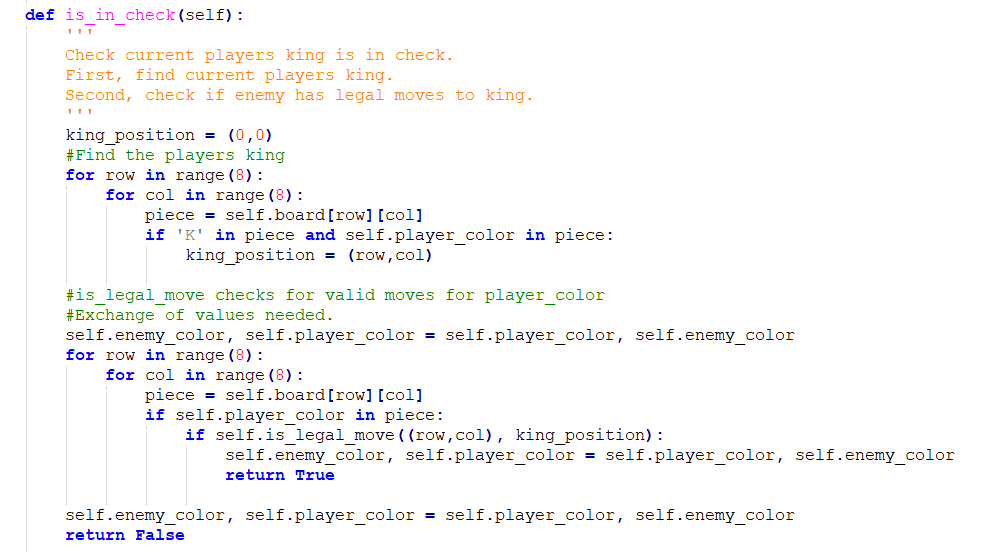 def is_in_check(self):
    '''
    Check current players king is in check.
    First, find current players king.
    Second, check if enemy has legal moves to king.
    '''
    king_position = (0,0)
    #Find the players king
    for row in range(8):
        for col in range(8):
            piece = self.board[row][col]
            if 'K' in piece and self.player_color in piece:
                king_position = (row,col)

    #is_legal_move checks for valid moves for player_color
    #Exchange of values needed.
    self.enemy_color, self.player_color = self.player_color, self.enemy_color
    for row in range(8):
        for col in range(8):
            piece = self.board[row][col]
            if self.player_color in piece:
                if self.is_legal_move((row,col), king_position):
                    self.enemy_color, self.player_color = self.player_color, self.enemy_color
                    return True

    self.enemy_color, self.player_color = self.player_color, self.enemy_color
    return False